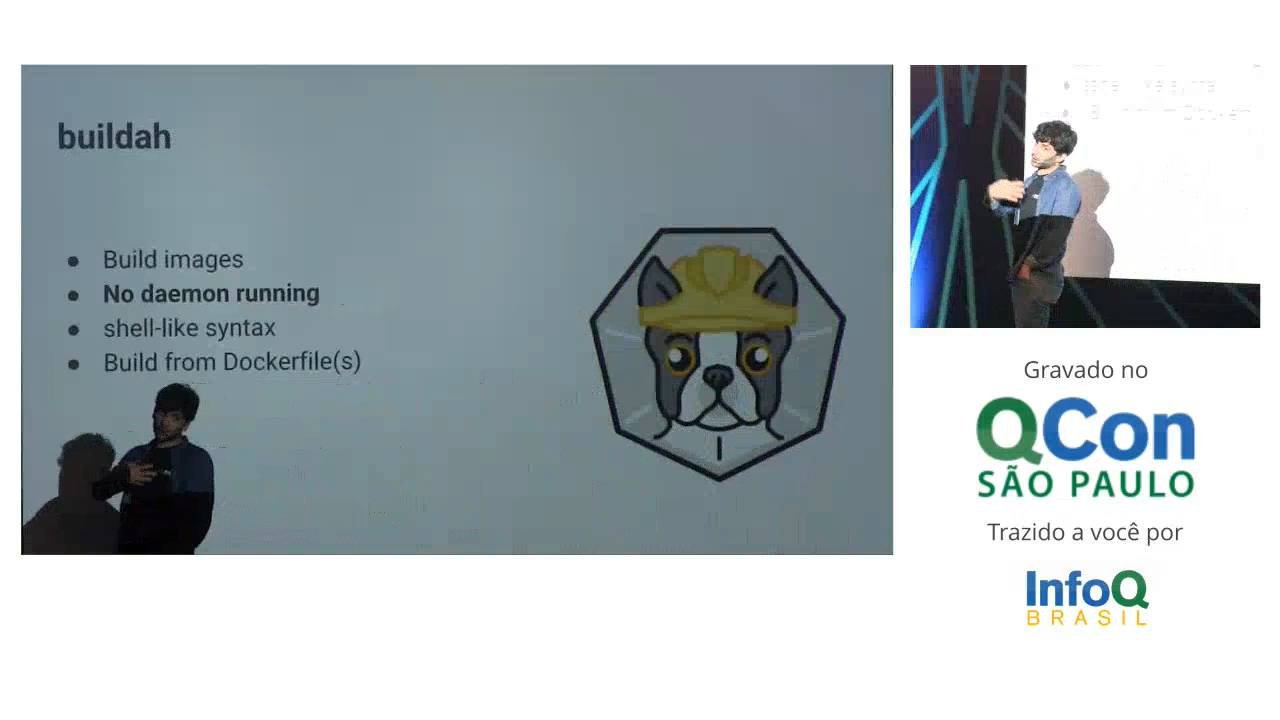 buildah
Build images
No daemon running
shell-like syntax
Build from Dockerfile(s)
Gravado no
QCon
SÃO PAULO
Trazido a você por
InfoQ
BRASIL